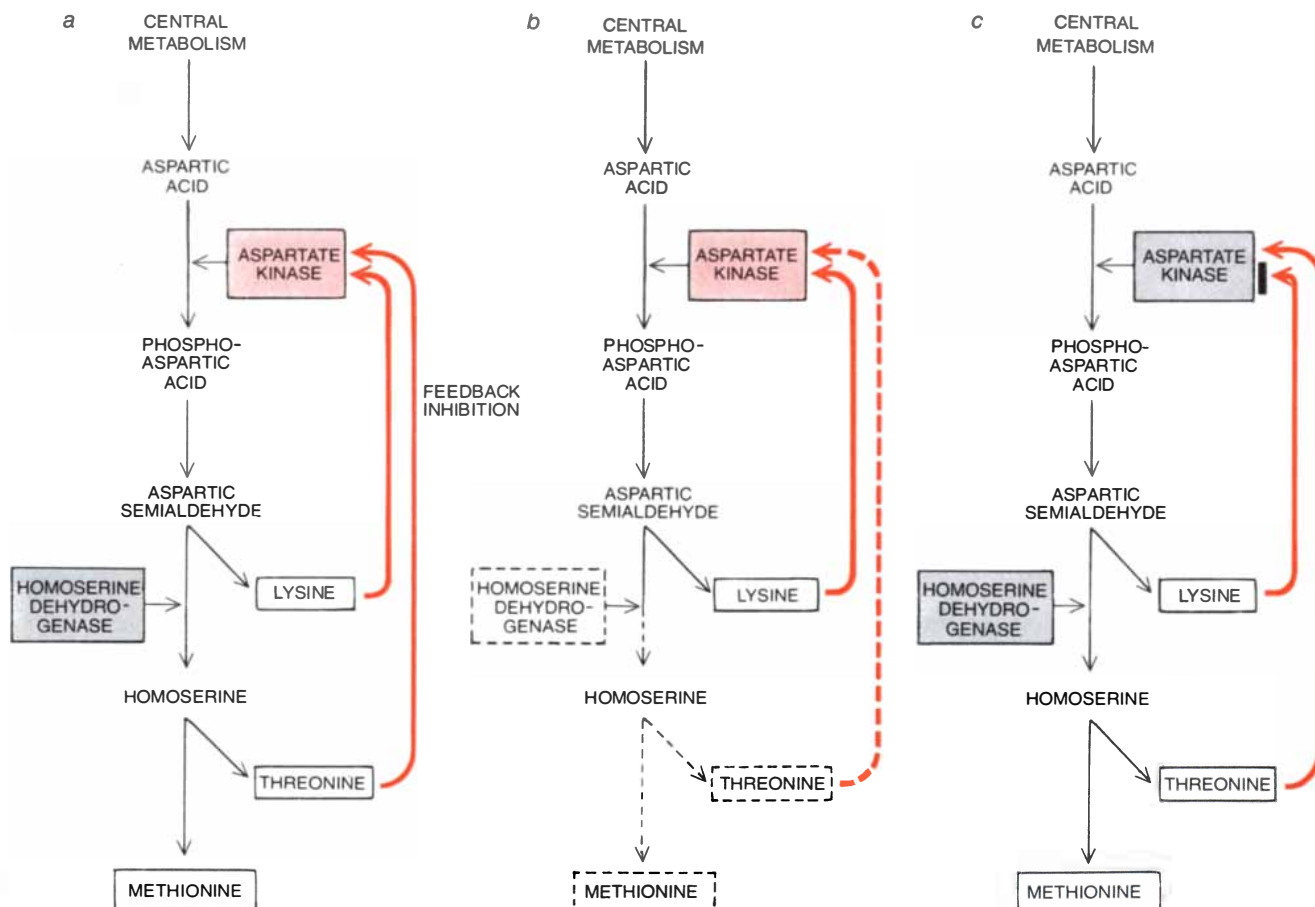 a
CENTRAL
METABOLISM
ASPARTIC
ACID
ASPARTATE
KINASE
PHOSPHO-
ASPARTIC
ACID
FEEDBACK
INHIBITION
ASPARTIC
SEMIALDEHYDE
HOMOSERINE
DEHYDRO-
GENASE
LYSINE
HOMOSERINE
THREONINE
METHIONINE
b
CENTRAL
METABOLISM
ASPARTIC
ACID
ASPARTATE
KINASE
PHOSPHO-
ASPARTIC
ACID
ASPARTIC
SEMIALDEHYDE
HOMOSERINE
DEHYDRO-
GENASE
LYSINE
HOMOSERINE
THREONINE
METHIONINE
c
CENTRAL
METABOLISM
ASPARTIC
ACID
ASPARTATE
KINASE
PHOSPHO-
ASPARTIC
ACID
ASPARTIC
SEMIALDEHYDE
HOMOSERINE
DEHYDRO-
GENASE
LYSINE
HOMOSERINE
THREONINE
METHIONINE